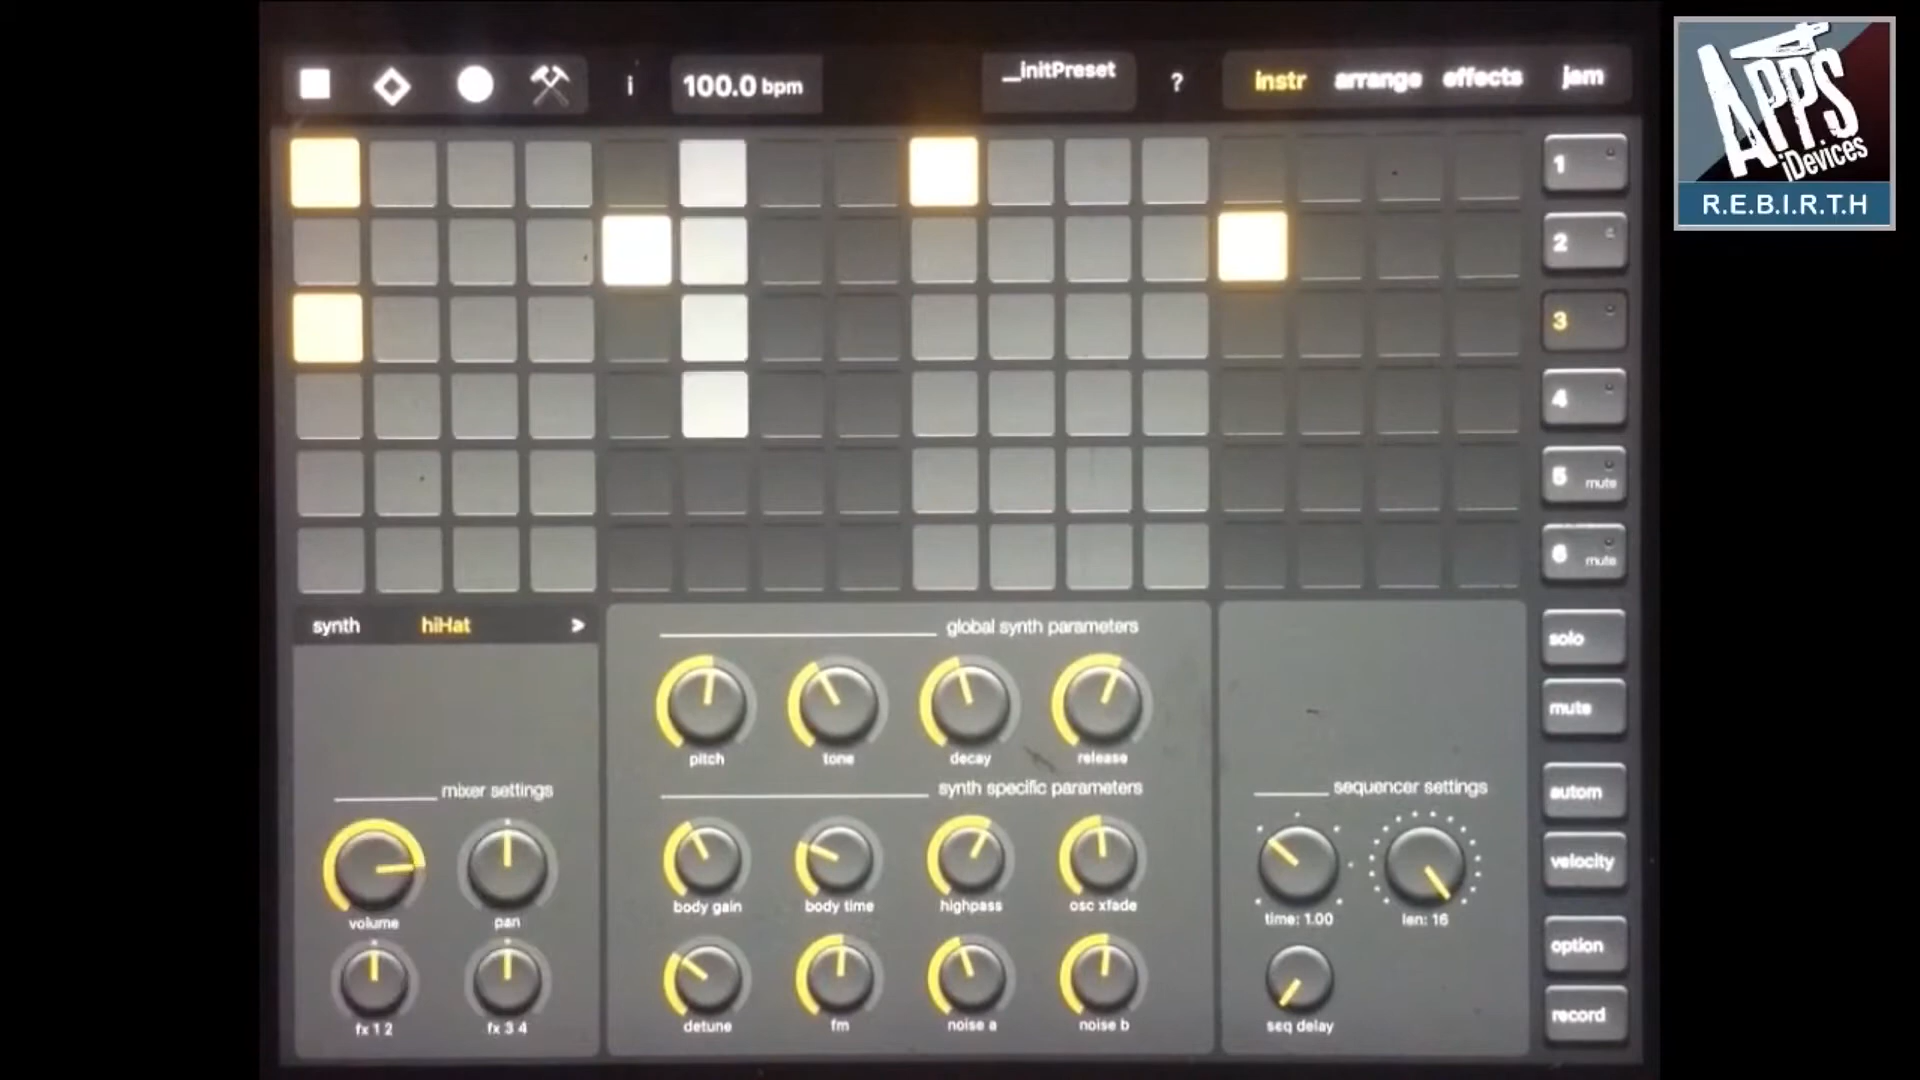 i
100.0 bpm
__initPreset
?
instr
arrange
effects
jam
APPS
iDevices
R.E.B.I.R.T.H
1
2
3
4
5 mute
6 mute
synth
hiHat
>
global synth parameters
pitch
tone
decay
release
mixer settings
volume
pan
fx 1 2
fx 3 4
synth specific parameters
body gain
body time
highpass
osc xfade
detune
fm
noise a
noise b
sequencer settings
time: 1.00
len: 16
seq delay
solo
mute
autom
velocity
option
record